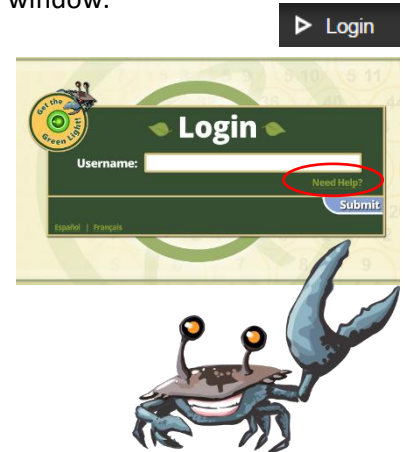 window.
Login
Get the
Green Light!
Login
Username:
Need Help?
Submit
Español | Français